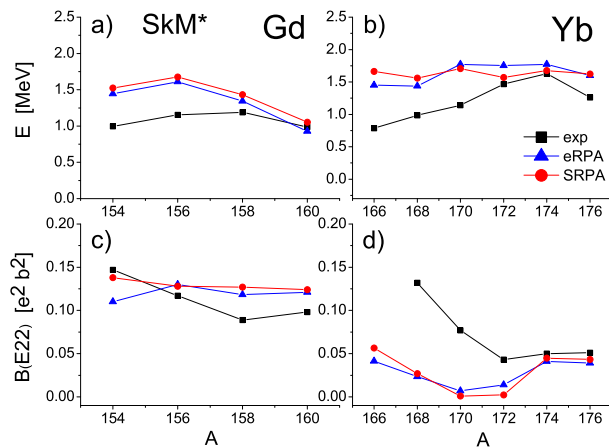 a) SkM* Gd
b) Yb
E [MeV]
2.5
2.0
1.5
1.0
0.5
0.0
154 156 158 160
2.5
2.0
1.5
1.0
0.5
0.0
exp
eRPA
SRPA
166 168 170 172 174 176
c)
B(E22) [e² b²]
0.20
0.15
0.10
0.05
0.00
154 156 158 160
A
d)
0.20
0.15
0.10
0.05
0.00
166 168 170 172 174 176
A